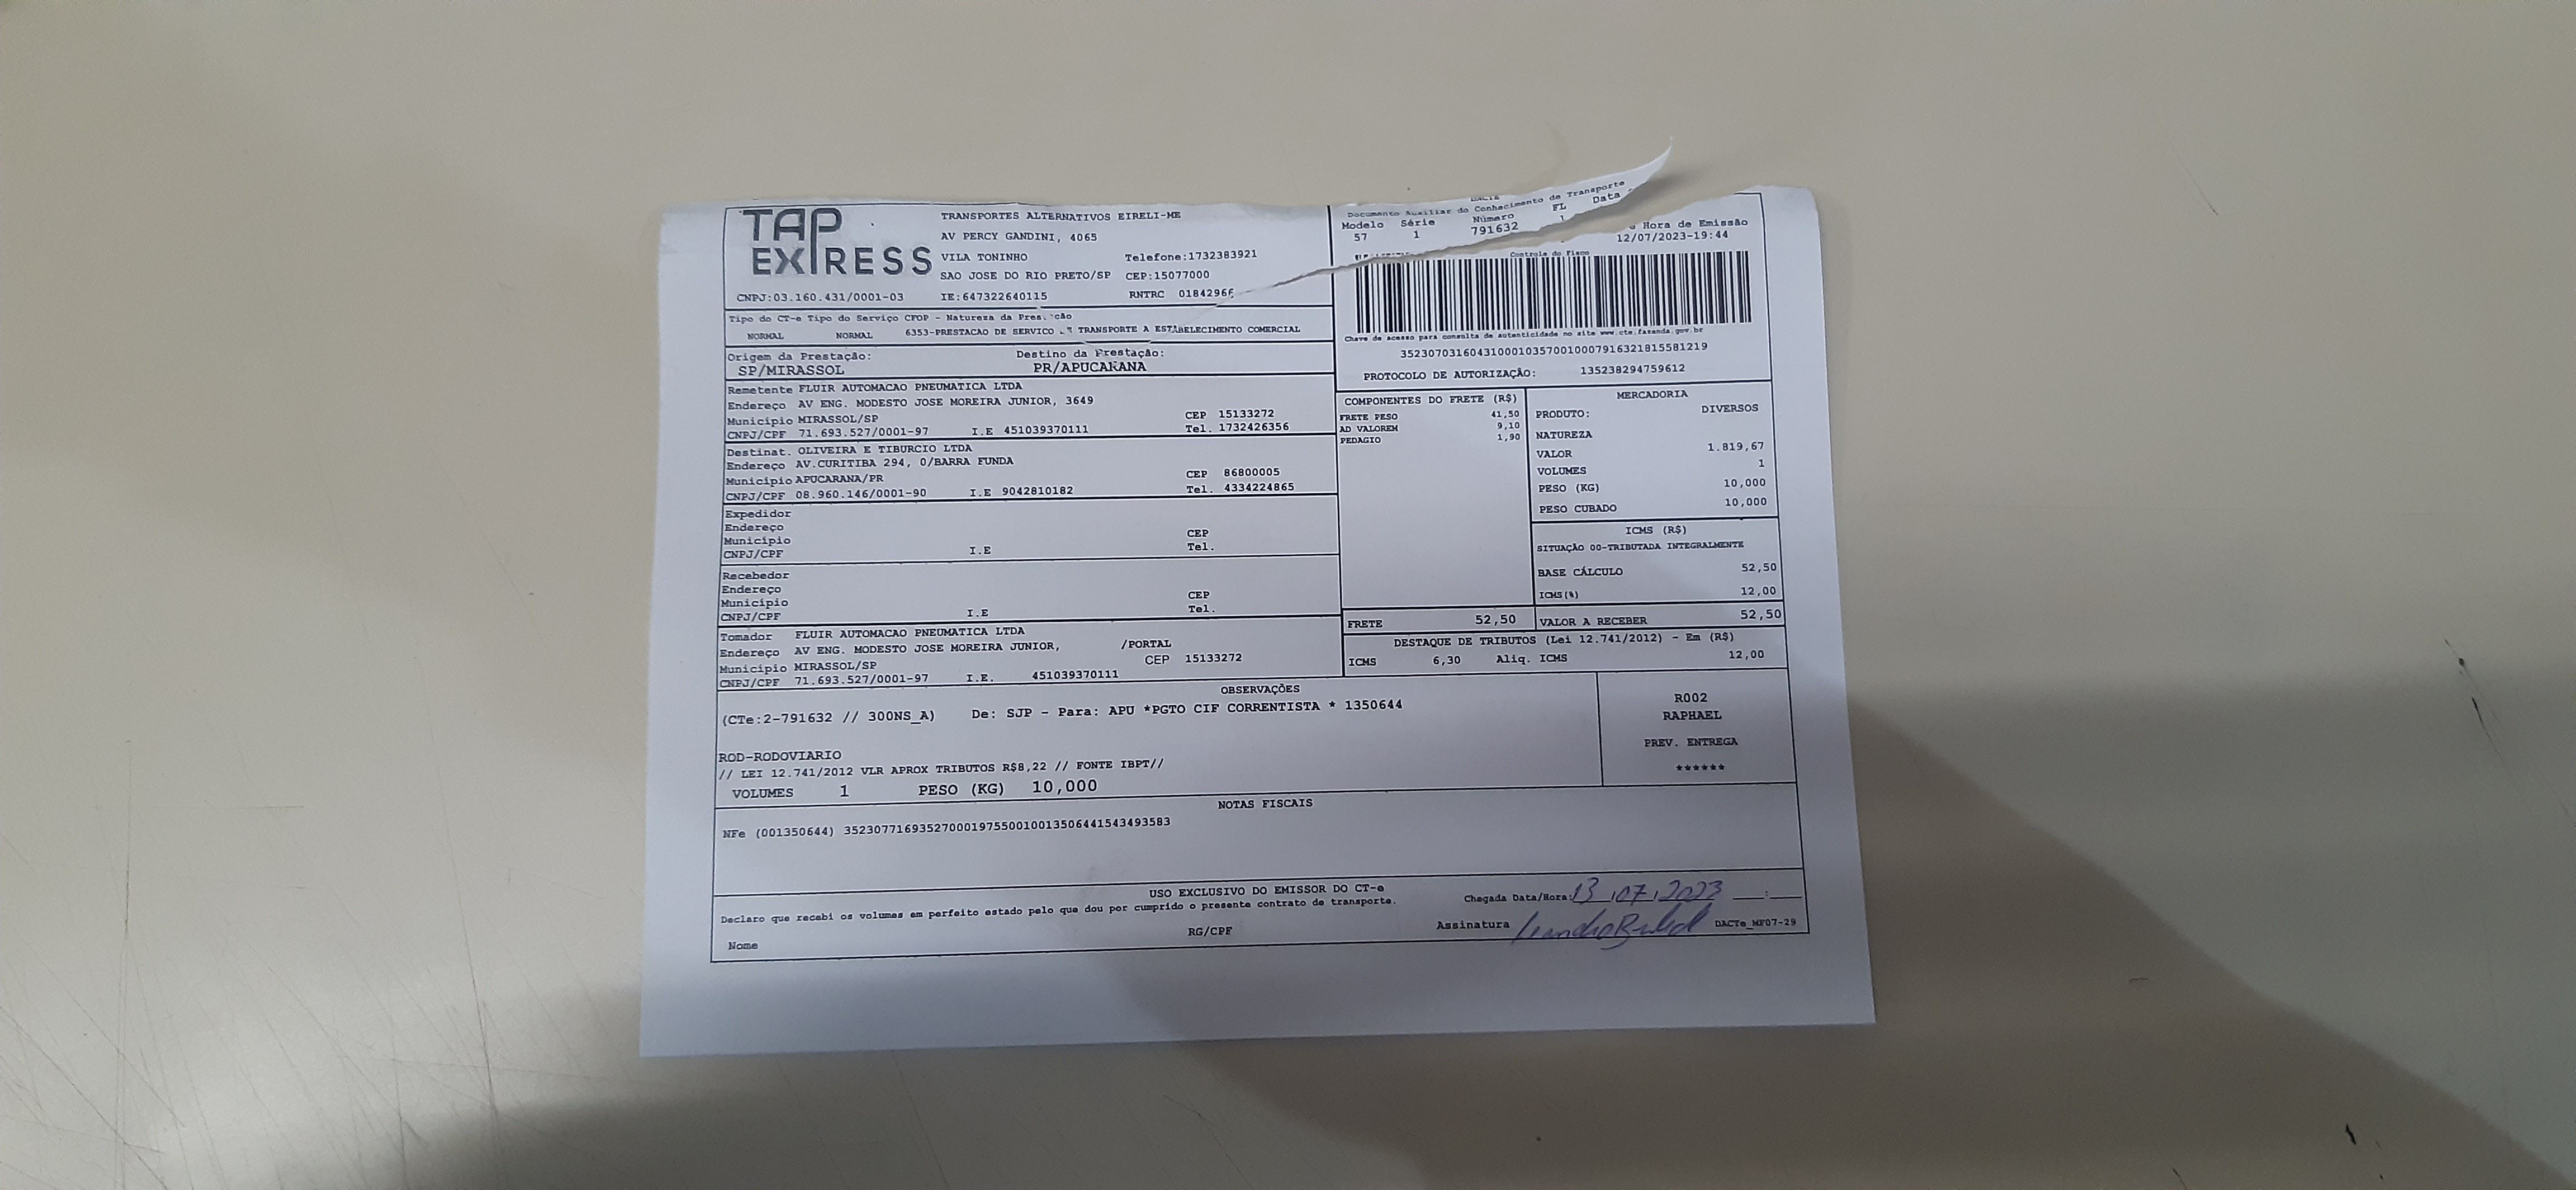 TAP EXPRESS
TRANSPORTES ALTERNATIVOS EIRELI-ME
AV PERCY GANDINI, 4065
VILA TONINHO Telefone:1732383921
SAO JOSE DO RIO PRETO/SP CEP:15077000
CNPJ:03.160.431/0001-03 IE:647322640115 RNTRC 01842966
Documento Auxiliar do Conhecimento de Transporte
Modelo Série Número FL Data Hora de Emissão
57 1 791632 1 12/07/2023-19:44
Controle do Fisco
Chave de acesso para consulta de autenticidade no site www.cte.fazenda.gov.br
35230703160431000103570010007916321815581219
PROTOCOLO DE AUTORIZAÇÃO: 135238294759612
Tipo do CT-e Tipo do Serviço CFOP - Natureza da Prestação
NORMAL NORMAL 6353-PRESTACAO DE SERVICO DE TRANSPORTE A ESTABELECIMENTO COMERCIAL
Origem da Prestação: Destino da Prestação:
SP/MIRASSOL PR/APUCARANA
Remetente FLUIR AUTOMACAO PNEUMATICA LTDA
Endereço AV ENG. MODESTO JOSE MOREIRA JUNIOR, 3649
Município MIRASSOL/SP CEP 15133272
CNPJ/CPF 71.693.527/0001-97 I.E 451039370111 Tel. 1732426356
Destinat. OLIVEIRA E TIBURCIO LTDA
Endereço AV.CURITIBA 294, 0/BARRA FUNDA
Município APUCARANA/PR CEP 86800005
CNPJ/CPF 08.960.146/0001-90 I.E 9042810182 Tel. 4334224865
Expedidor
Endereço
Município CEP
CNPJ/CPF I.E Tel.
Recebedor
Endereço
Município CEP
CNPJ/CPF I.E Tel.
Tomador FLUIR AUTOMACAO PNEUMATICA LTDA
Endereço AV ENG. MODESTO JOSE MOREIRA JUNIOR, /PORTAL
Município MIRASSOL/SP CEP 15133272
CNPJ/CPF 71.693.527/0001-97 I.E. 451039370111
COMPONENTES DO FRETE (R$)
FRETE PESO 41,50
AD VALOREM 9,10
PEDAGIO 1,90
MERCADORIA
PRODUTO: DIVERSOS
NATUREZA
VALOR 1.819,67
VOLUMES 1
PESO (KG) 10,000
PESO CUBADO 10,000
ICMS (R$)
SITUAÇÃO 00-TRIBUTADA INTEGRALMENTE
BASE CÁLCULO 52,50
ICMS(%) 12,00
FRETE 52,50 VALOR A RECEBER 52,50
DESTAQUE DE TRIBUTOS (Lei 12.741/2012) - Em (R$)
ICMS 6,30 Aliq. ICMS 12,00
OBSERVAÇÕES
(CTe:2-791632 // 300NS_A) De: SJP - Para: APU *PGTO CIF CORRENTISTA * 1350644
ROD-RODOVIARIO
// LEI 12.741/2012 VLR APROX TRIBUTOS R$8,22 // FONTE IBPT//
VOLUMES 1 PESO (KG) 10,000
R002
RAPHAEL
PREV. ENTREGA
******
NOTAS FISCAIS
NFe (001350644) 35230771693527000197550010013506441543493583
USO EXCLUSIVO DO EMISSOR DO CT-e
Declaro que recebi os volumes em perfeito estado pelo que dou por cumprido o presente contrato de transporte.
Chegada Data/Hora: 13/07/2023 __:__
Nome RG/CPF Assinatura DACTe_MF07-29